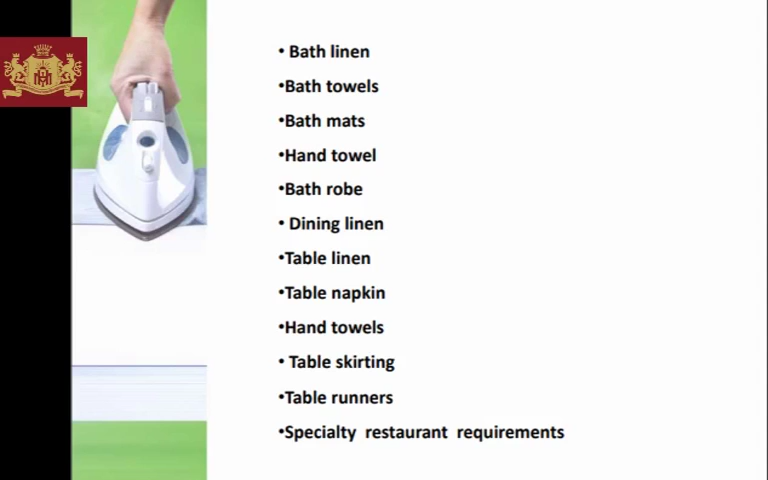 • Bath linen
•Bath towels
•Bath mats
•Hand towel
•Bath robe
• Dining linen
•Table linen
•Table napkin
•Hand towels
• Table skirting
•Table runners
•Specialty restaurant requirements